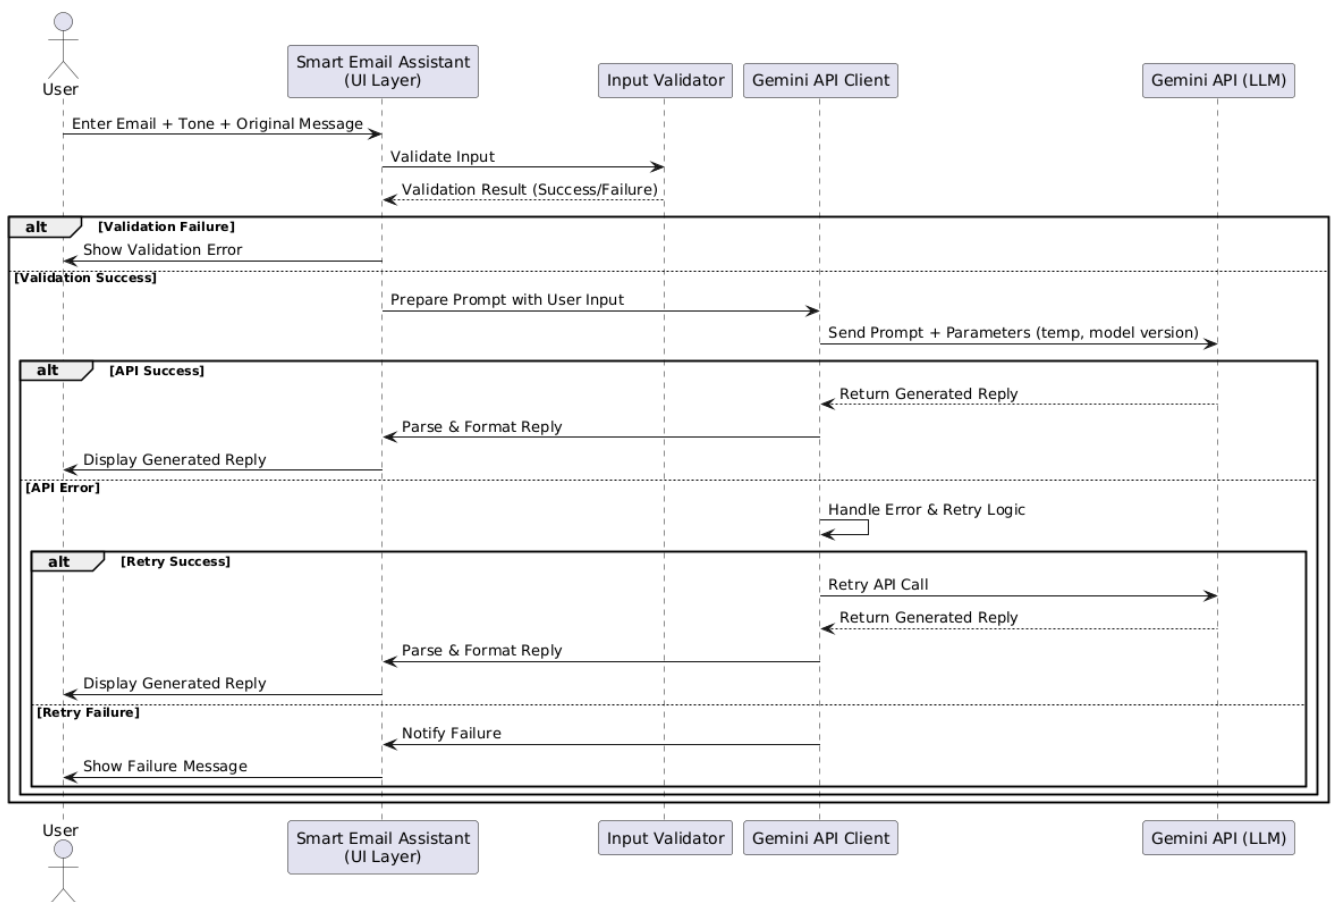 User
Smart Email Assistant
(UI Layer)
Input Validator
Gemini API Client
Gemini API (LLM)
Enter Email + Tone + Original Message
Validate Input
Validation Result (Success/Failure)
alt [Validation Failure]
Show Validation Error
[Validation Success]
Prepare Prompt with User Input
Send Prompt + Parameters (temp, model version)
alt [API Success]
Return Generated Reply
Parse & Format Reply
Display Generated Reply
[API Error]
Handle Error & Retry Logic
alt [Retry Success]
Retry API Call
Return Generated Reply
Parse & Format Reply
Display Generated Reply
[Retry Failure]
Notify Failure
Show Failure Message
User
Smart Email Assistant
(UI Layer)
Input Validator
Gemini API Client
Gemini API (LLM)